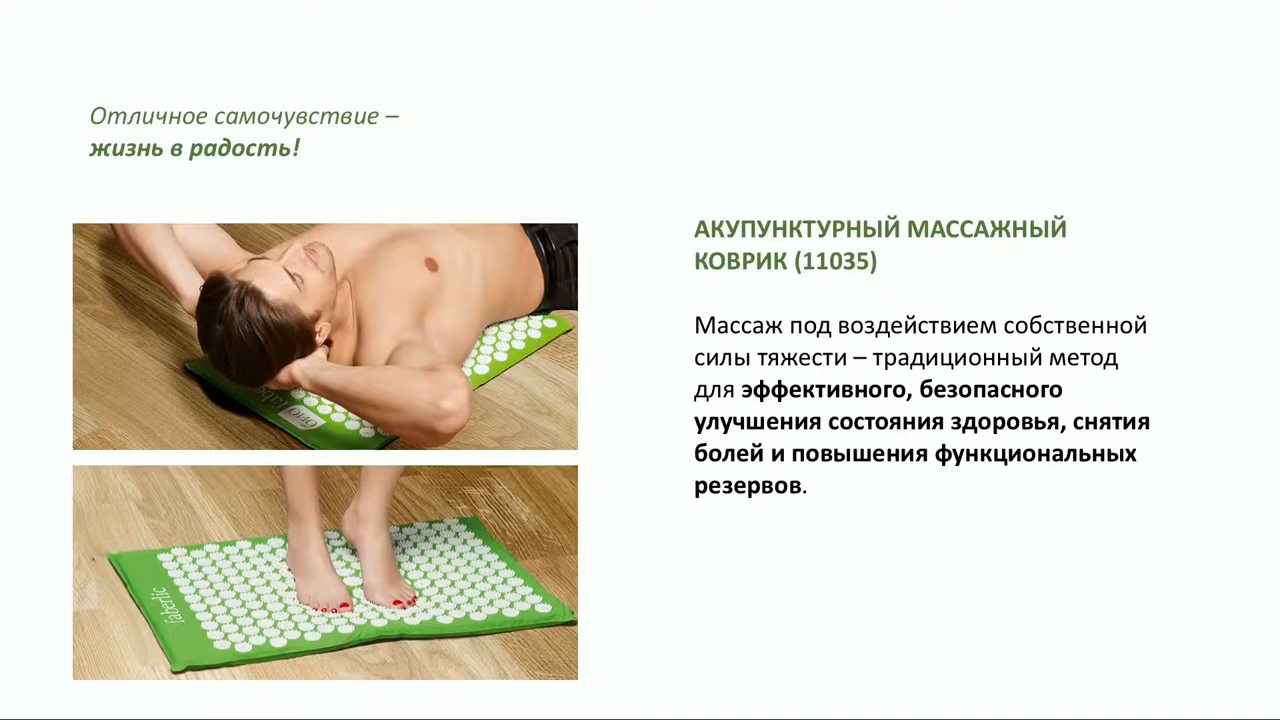 Отличное самочувствие –
жизнь в радость!
АКУПУНКТУРНЫЙ МАССАЖНЫЙ
КОВРИК (11035)
Массаж под воздействием собственной
силы тяжести – традиционный метод
для эффективного, безопасного
улучшения состояния здоровья, снятия
болей и повышения функциональных
резервов.
faberlic